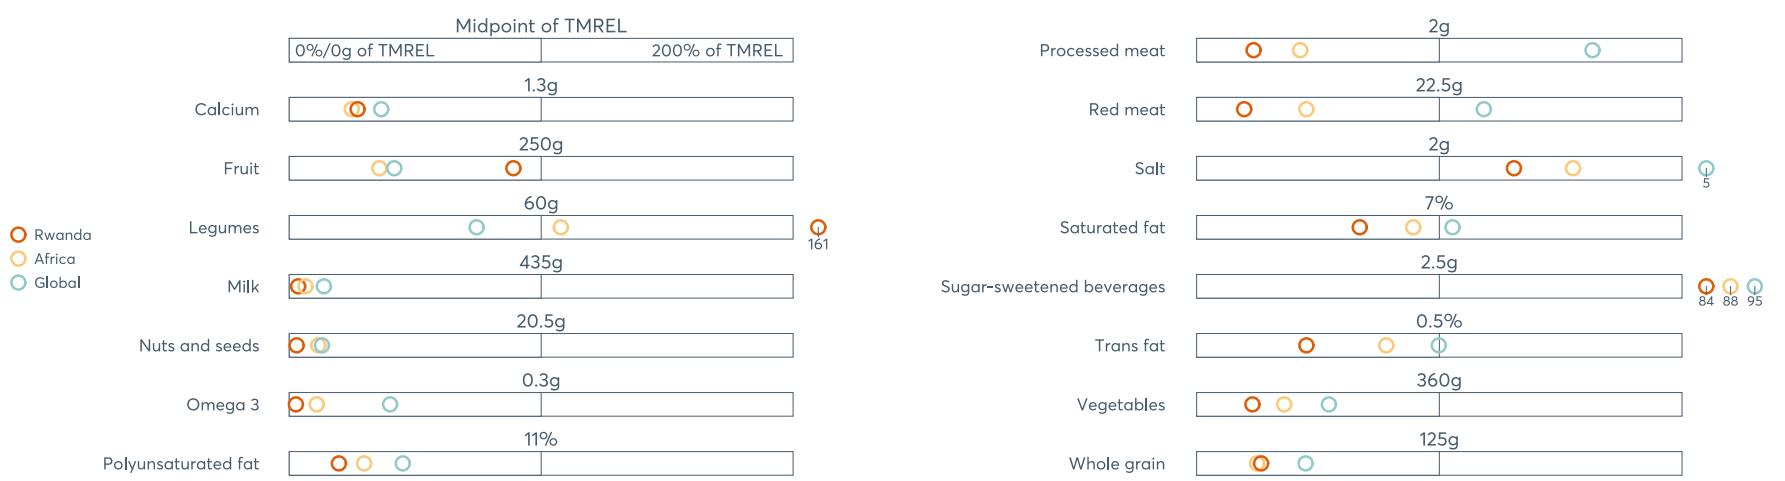 Midpoint of TMREL
0%/0g of TMREL 200% of TMREL
1.3g
Calcium
250g
Fruit
60g
Legumes
161
435g
Milk
20.5g
Nuts and seeds
0.3g
Omega 3
11%
Polyunsaturated fat
Rwanda
Africa
Global
2g
Processed meat
22.5g
Red meat
2g
Salt
5
7%
Saturated fat
2.5g
Sugar-sweetened beverages
84 88 95
0.5%
Trans fat
360g
Vegetables
125g
Whole grain